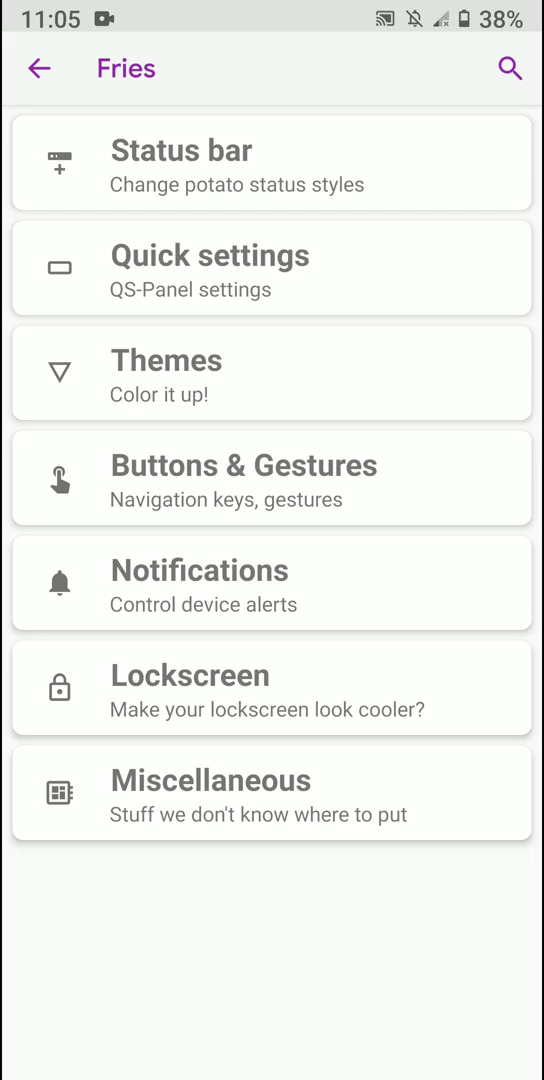 11:05 38%
Fries
Status bar
Change potato status styles
Quick settings
QS-Panel settings
Themes
Color it up!
Buttons & Gestures
Navigation keys, gestures
Notifications
Control device alerts
Lockscreen
Make your lockscreen look cooler?
Miscellaneous
Stuff we don't know where to put